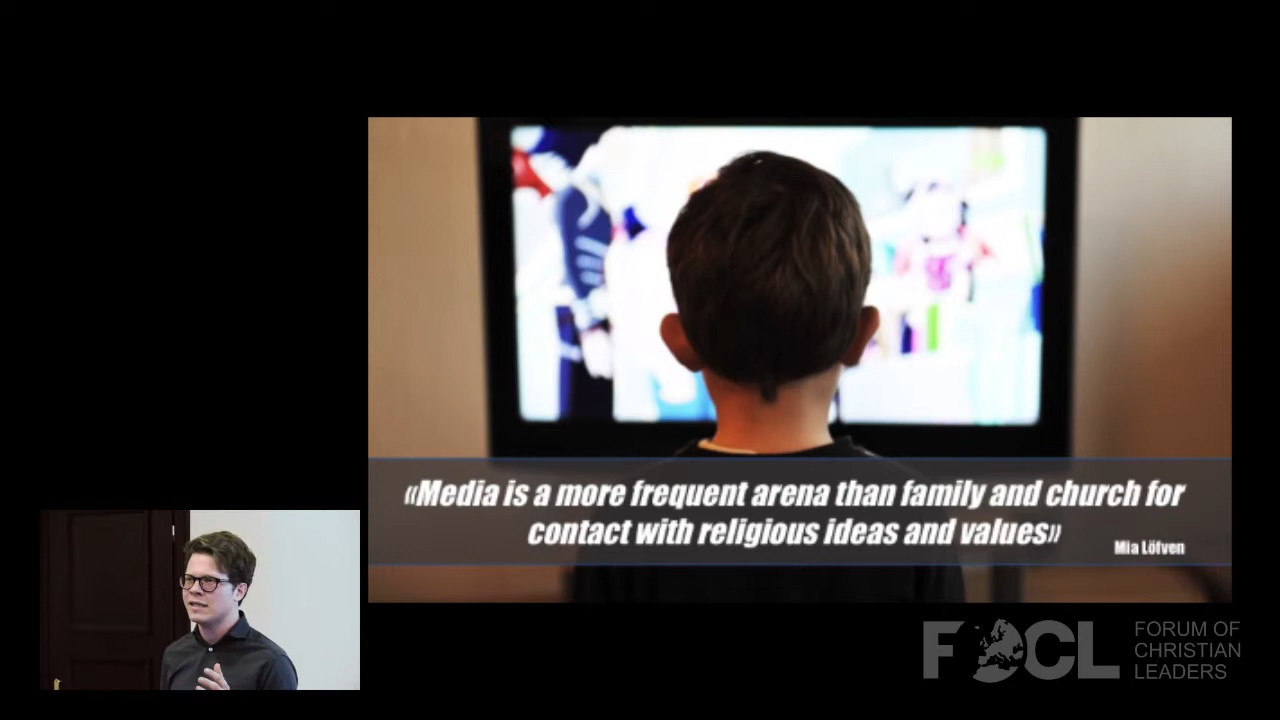 «Media is a more frequent arena than family and church for
contact with religious ideas and values»
Mia Löfven
FOCL
FORUM OF
CHRISTIAN
LEADERS